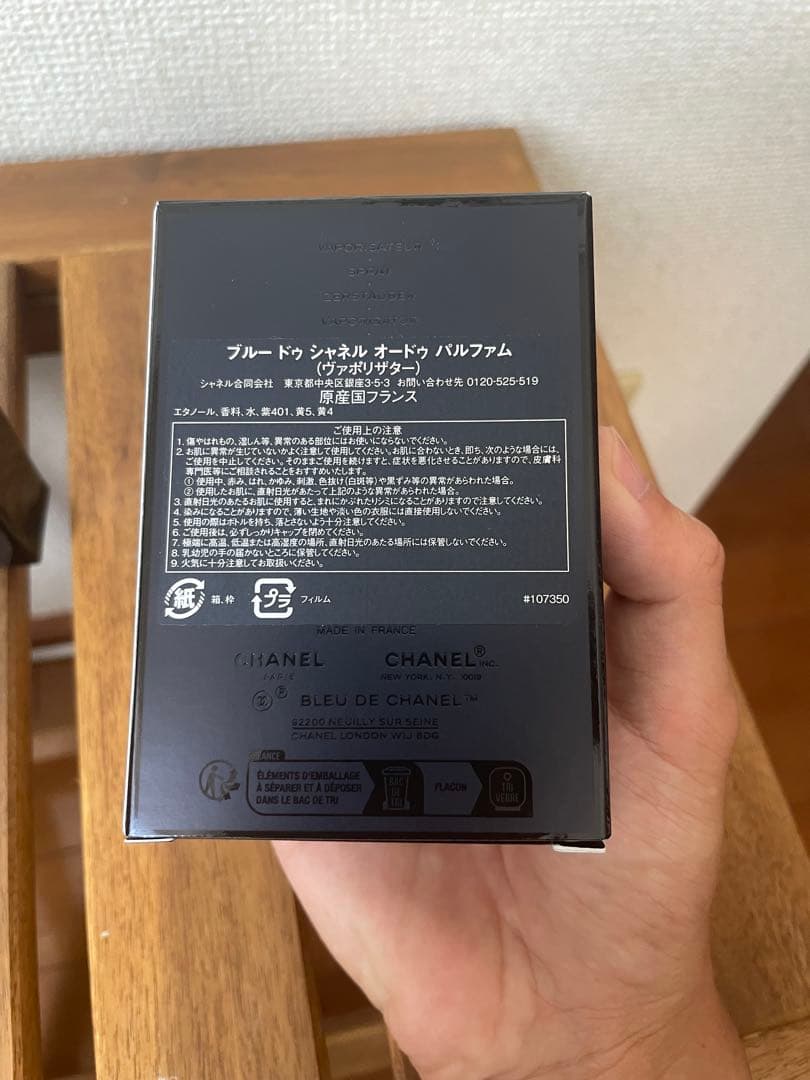 VAPORISATEUR
SPRAY
ZERSTÄUBER
VAPORIZADOR
ブルー ドゥ シャネル オードゥ パルファム
(ヴァポリザター)
シャネル合同会社 東京都中央区銀座3-5-3 お問い合わせ先 0120-525-519
原産国フランス
エタノール、香料、水、紫401、黄5、黄4
ご使用上の注意
1. 傷やはれもの、湿しん等、異常のある部位にはお使いにならないでください。
2. お肌に異常が生じていないかよく注意して使用してください。お肌に合わないとき、即ち、次のような場合には、
ご使用を中止してください。そのままご使用を続けますと、症状を悪化させることがありますので、皮膚科
専門医等にご相談されることをおすすめいたします。
① 使用中、赤み、はれ、かゆみ、刺激、色抜け(白斑等)や黒ずみ等の異常があらわれた場合。
② 使用したお肌に、直射日光があたって上記のような異常があらわれた場合。
3. 直射日光のあたるお肌に使用すると、まれにかぶれたりシミになることがありますので注意してください。
4. 染みになることがありますので、薄い生地や淡い色の衣服には直接使用しないでください。
5. 使用の際はボトルを持ち、落とさないよう十分注意してください。
6. ご使用後は、必ずしっかりキャップを閉めてください。
7. 極端に高温、低温または高湿度の場所、直射日光のあたる場所には保管しないでください。
8. 乳幼児の手の届かないところに保管してください。
9. 火気に十分注意してお取扱いください。
紙 箱、枠 プラ フィルム #107350
MADE IN FRANCE
CHANEL CHANEL® INC.
PARIS NEW YORK, N.Y. 10019
® BLEU DE CHANEL™
92200 NEUILLY SUR SEINE
CHANEL LONDON W1J 8DG
FRANCE
ÉLÉMENTS D'EMBALLAGE
À SÉPARER ET À DÉPOSER
DANS LE BAC DE TRI
BAC
DE
TRI
FLACON
TRI
VERRE